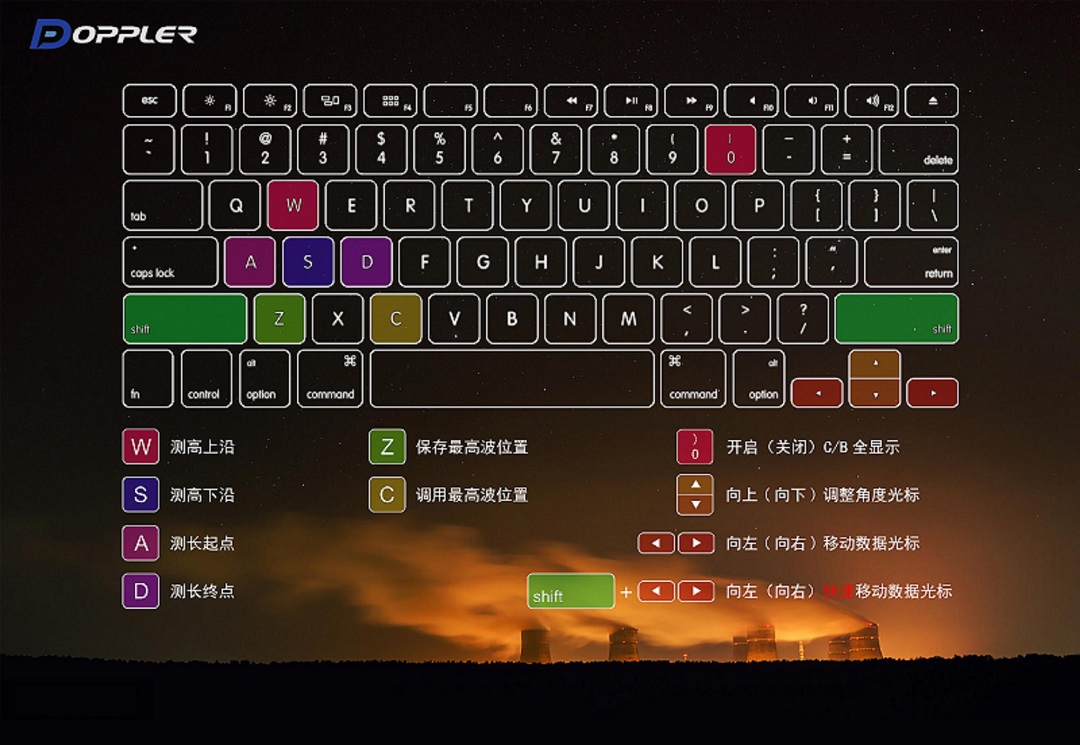 DOPPLER
esc F1 F2 F3 F4 F5 F6 F7 F8 F9 F10 F11 F12
~ ` ! 1 @ 2 # 3 $ 4 % 5 ^ 6 & 7 * 8 ( 9 ) 0 — - + = delete
tab Q W E R T Y U I O P { [ } ] | \
caps lock A S D F G H J K L : ; " ' enter return
shift Z X C V B N M < , > . ? / shift
fn control alt option ⌘ command ⌘ command alt option ◀ ▲ ▼ ▶
W 测高上沿
S 测高下沿
A 测长起点
D 测长终点
Z 保存最高波位置
C 调用最高波位置
) 0 开启（关闭）C/B 全显示
▲ ▼ 向上（向下）调整角度光标
◀ ▶ 向左（向右）移动数据光标
shift + ◀ ▶ 向左（向右）快速移动数据光标